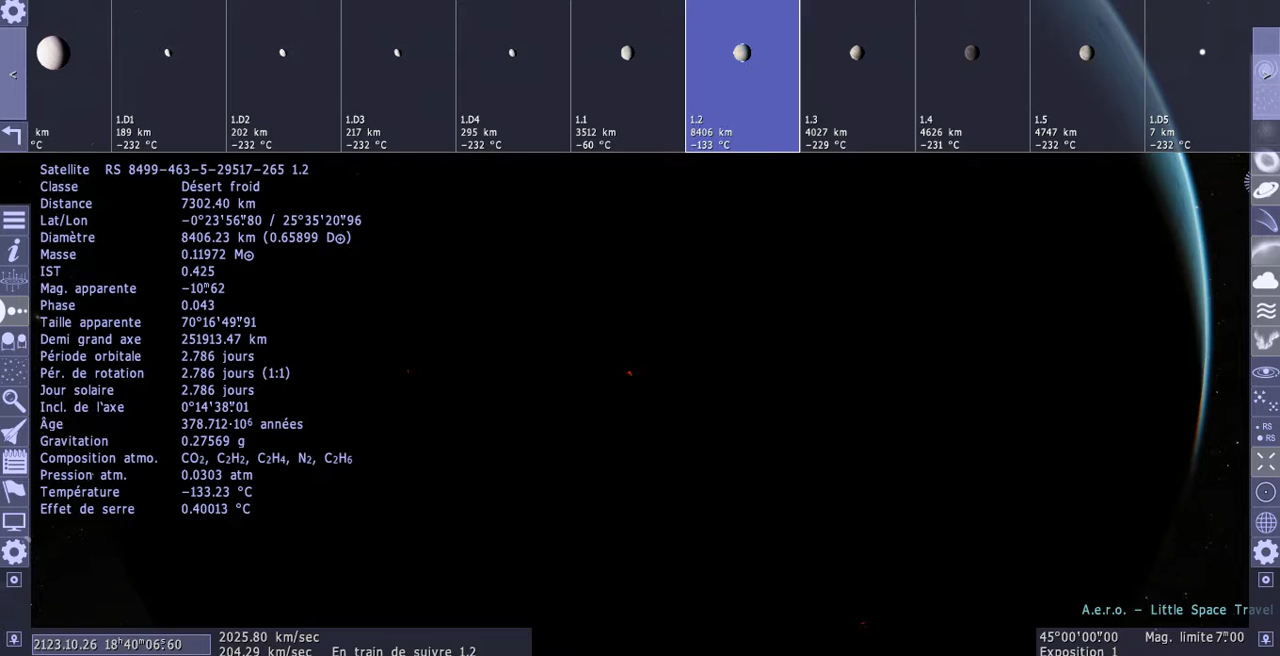 <
km
°C
1.D1
189 km
-232 °C
1.D2
202 km
-232 °C
1.D3
217 km
-232 °C
1.D4
295 km
-232 °C
1.1
3512 km
-60 °C
1.2
8406 km
-133 °C
1.3
4027 km
-229 °C
1.4
4626 km
-231 °C
1.5
4747 km
-232 °C
1.D5
7 km
-232 °C
Satellite RS 8499-463-5-29517-265 1.2
Classe Désert froid
Distance 7302.40 km
Lat/Lon -0°23'56"80 / 25°35'20"96
Diamètre 8406.23 km (0.65899 D⊕)
Masse 0.11972 M⊕
IST 0.425
Mag. apparente -10ᵐ62
Phase 0.043
Taille apparente 70°16'49"91
Demi grand axe 251913.47 km
Période orbitale 2.786 jours
Pér. de rotation 2.786 jours (1:1)
Jour solaire 2.786 jours
Incl. de l'axe 0°14'38"01
Âge 378.712·10⁶ années
Gravitation 0.27569 g
Composition atmo. CO₂, C₂H₂, C₂H₄, N₂, C₂H₆
Pression atm. 0.0303 atm
Température -133.23 °C
Effet de serre 0.40013 °C
• RS
● RS
A.e.r.o. - Little Space Travel
2123.10.26 18ʰ40ᵐ06ˢ60
2025.80 km/sec
204.29 km/sec En train de suivre 1.2
45°00'00"00 Mag. limite 7ᵐ00
Exposition 1